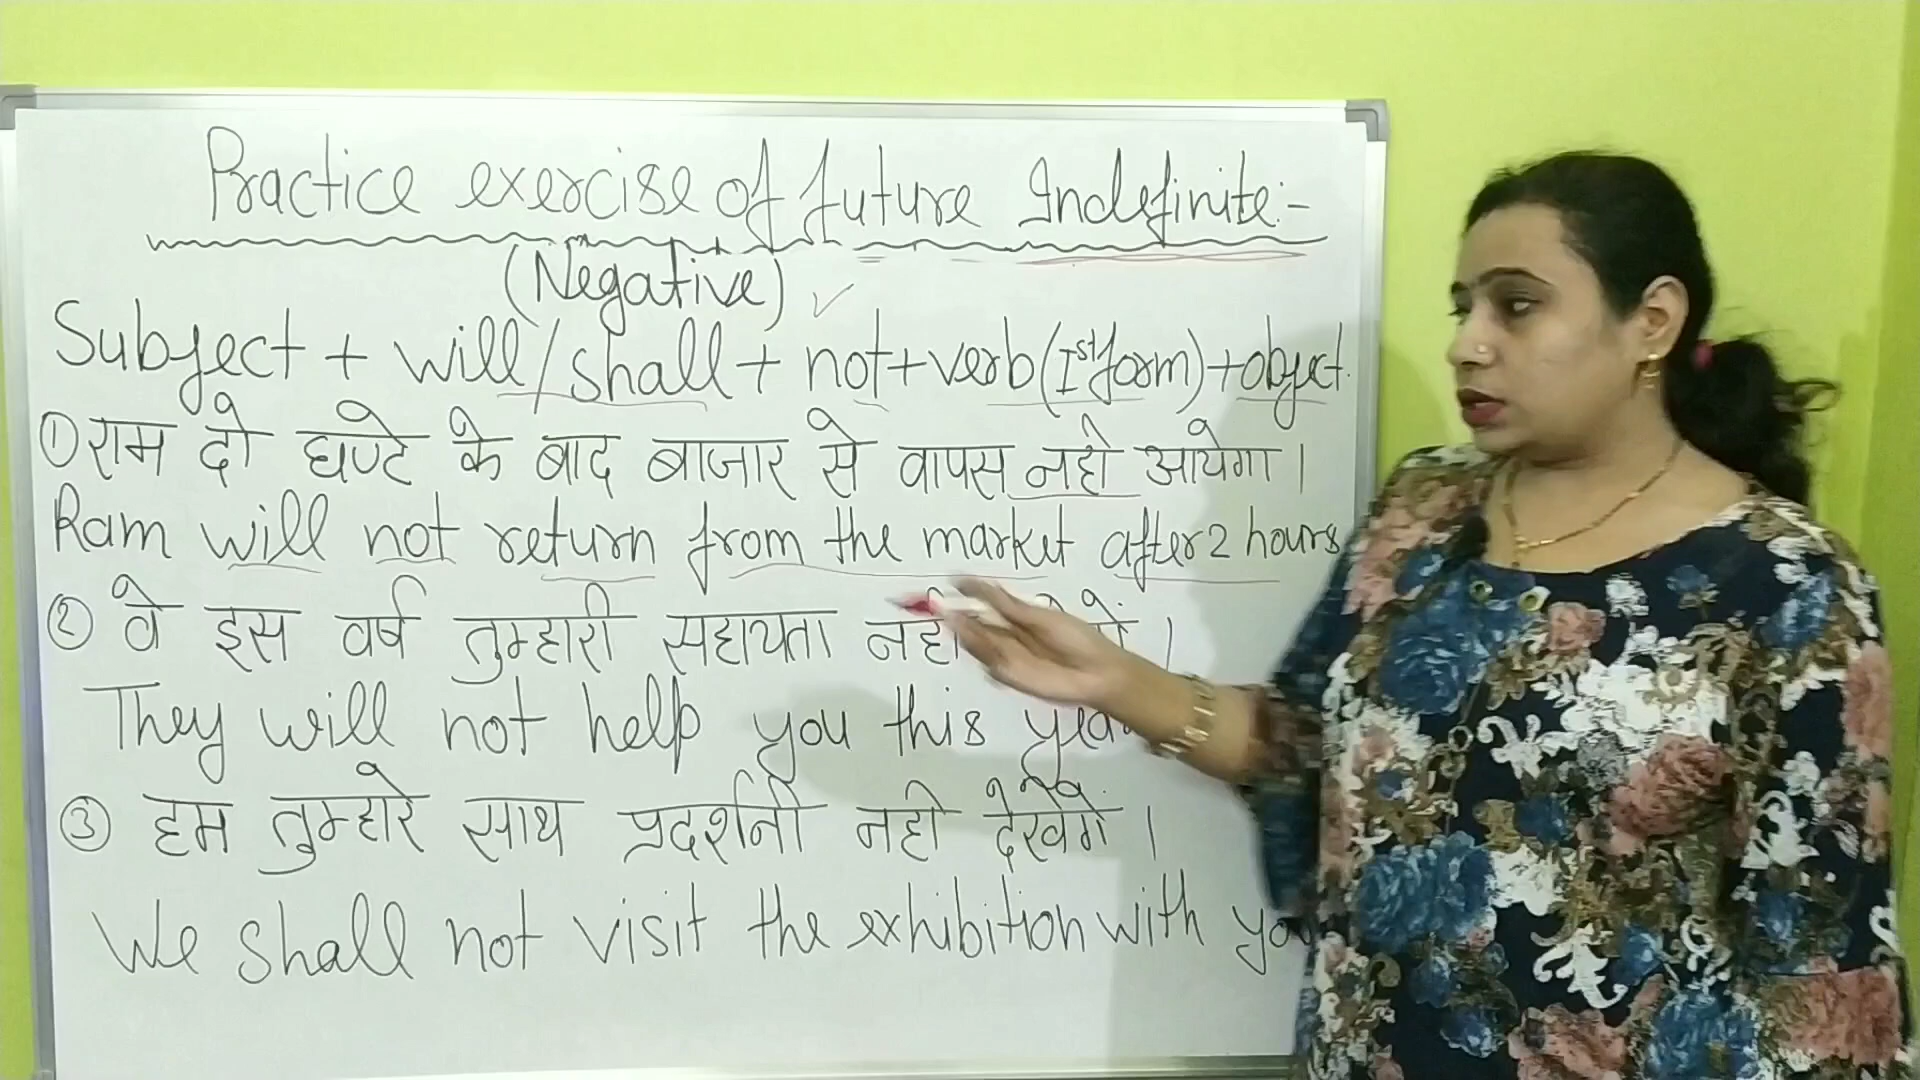 Practice exercise of future Indefinite:-
(Negative) ✓
Subject + will/shall + not + verb (Ist form) + object.
① राम दो घण्टे के बाद बाजार से वापस नही आयेगा।
Ram will not return from the market after 2 hours
② वे इस वर्ष तुम्हारी सहायता नही ।
They will not help you this
③ हम तुम्हारे साथ प्रदर्शनी नही देखेंगे।
We shall not visit the exhibition with